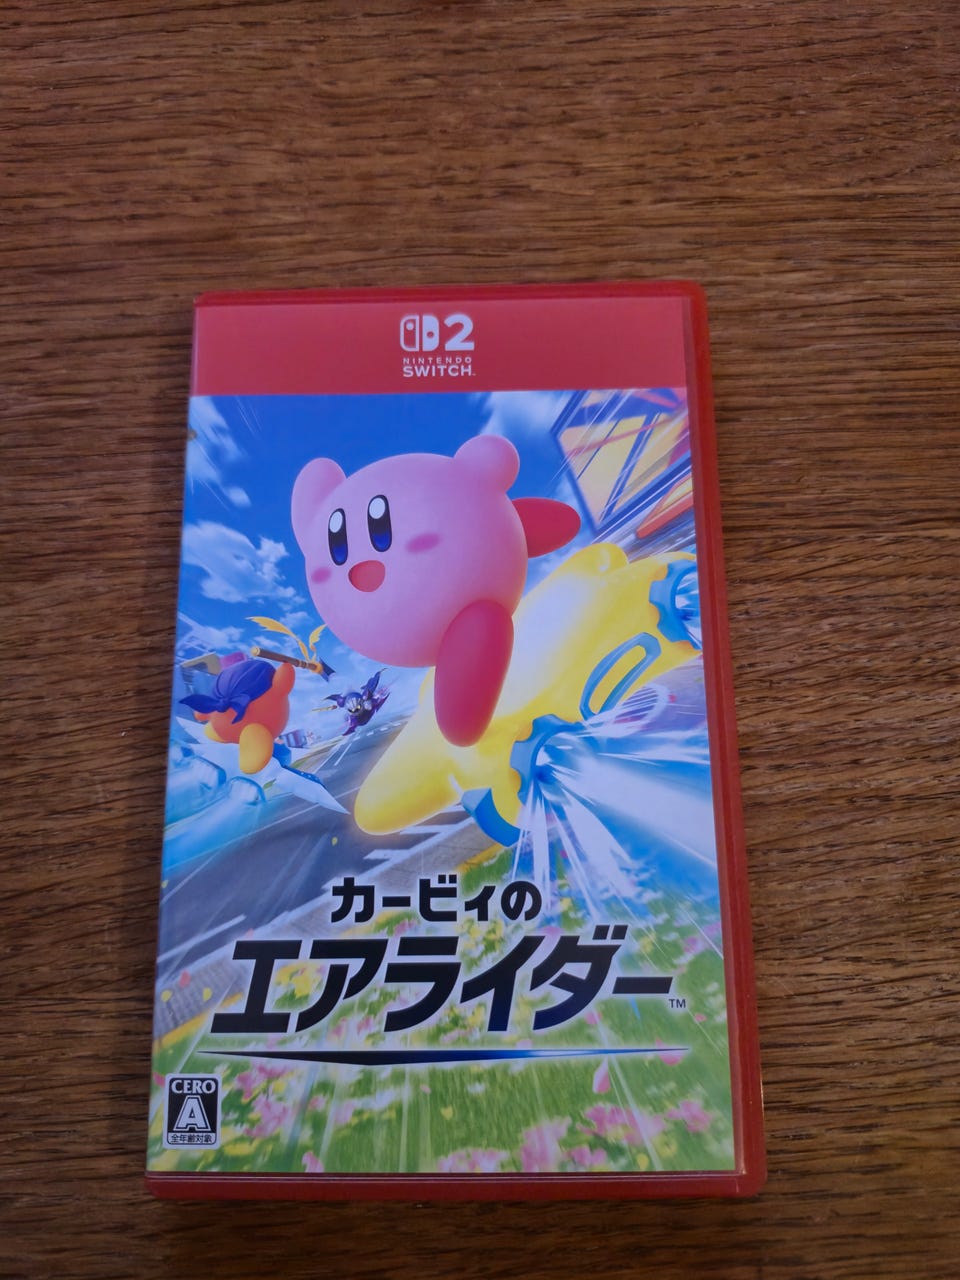 2
NINTENDO
SWITCH™
カービィの
エアライダー™
CERO
A
全年齢対象